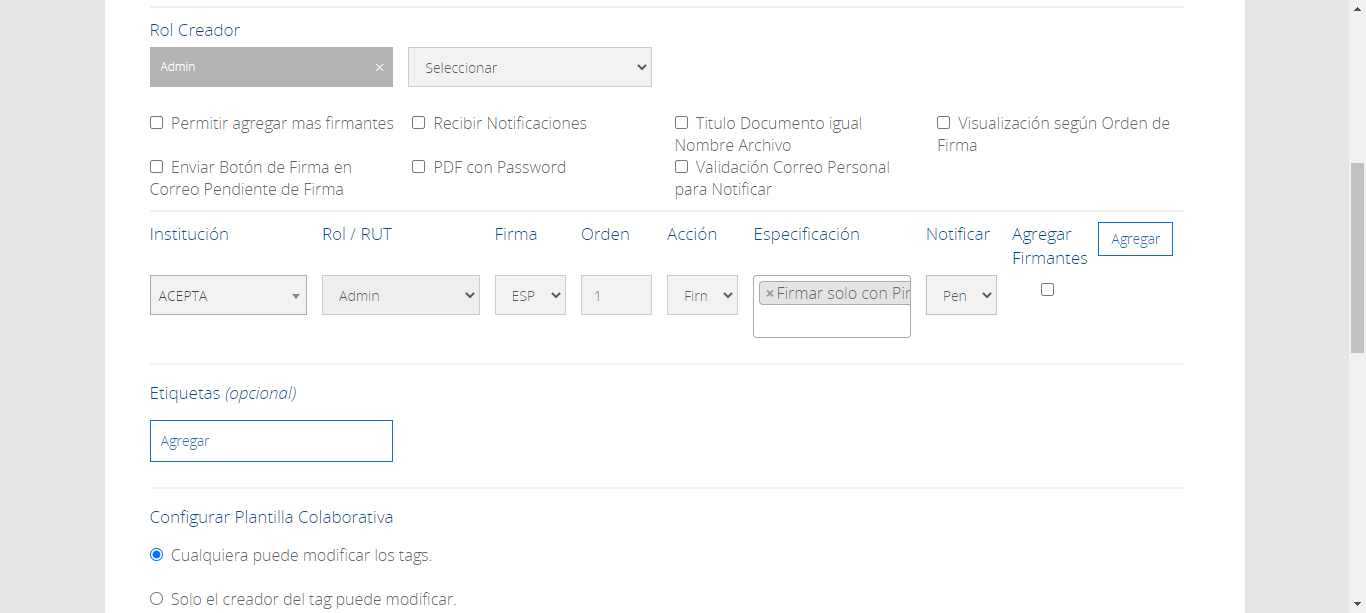 Rol Creador
Admin ×
Seleccionar
Permitir agregar mas firmantes
Recibir Notificaciones
Titulo Documento igual
Nombre Archivo
Visualización según Orden de
Firma
Enviar Botón de Firma en
Correo Pendiente de Firma
PDF con Password
Validación Correo Personal
para Notificar
Institución
Rol / RUT
Firma
Orden
Acción
Especificación
Notificar
Agregar
Firmantes
Agregar
ACEPTA
Admin
ESP
1
Firn
× Firmar solo con Pin
Pen
Etiquetas (opcional)
Agregar
Configurar Plantilla Colaborativa
Cualquiera puede modificar los tags.
Solo el creador del tag puede modificar.